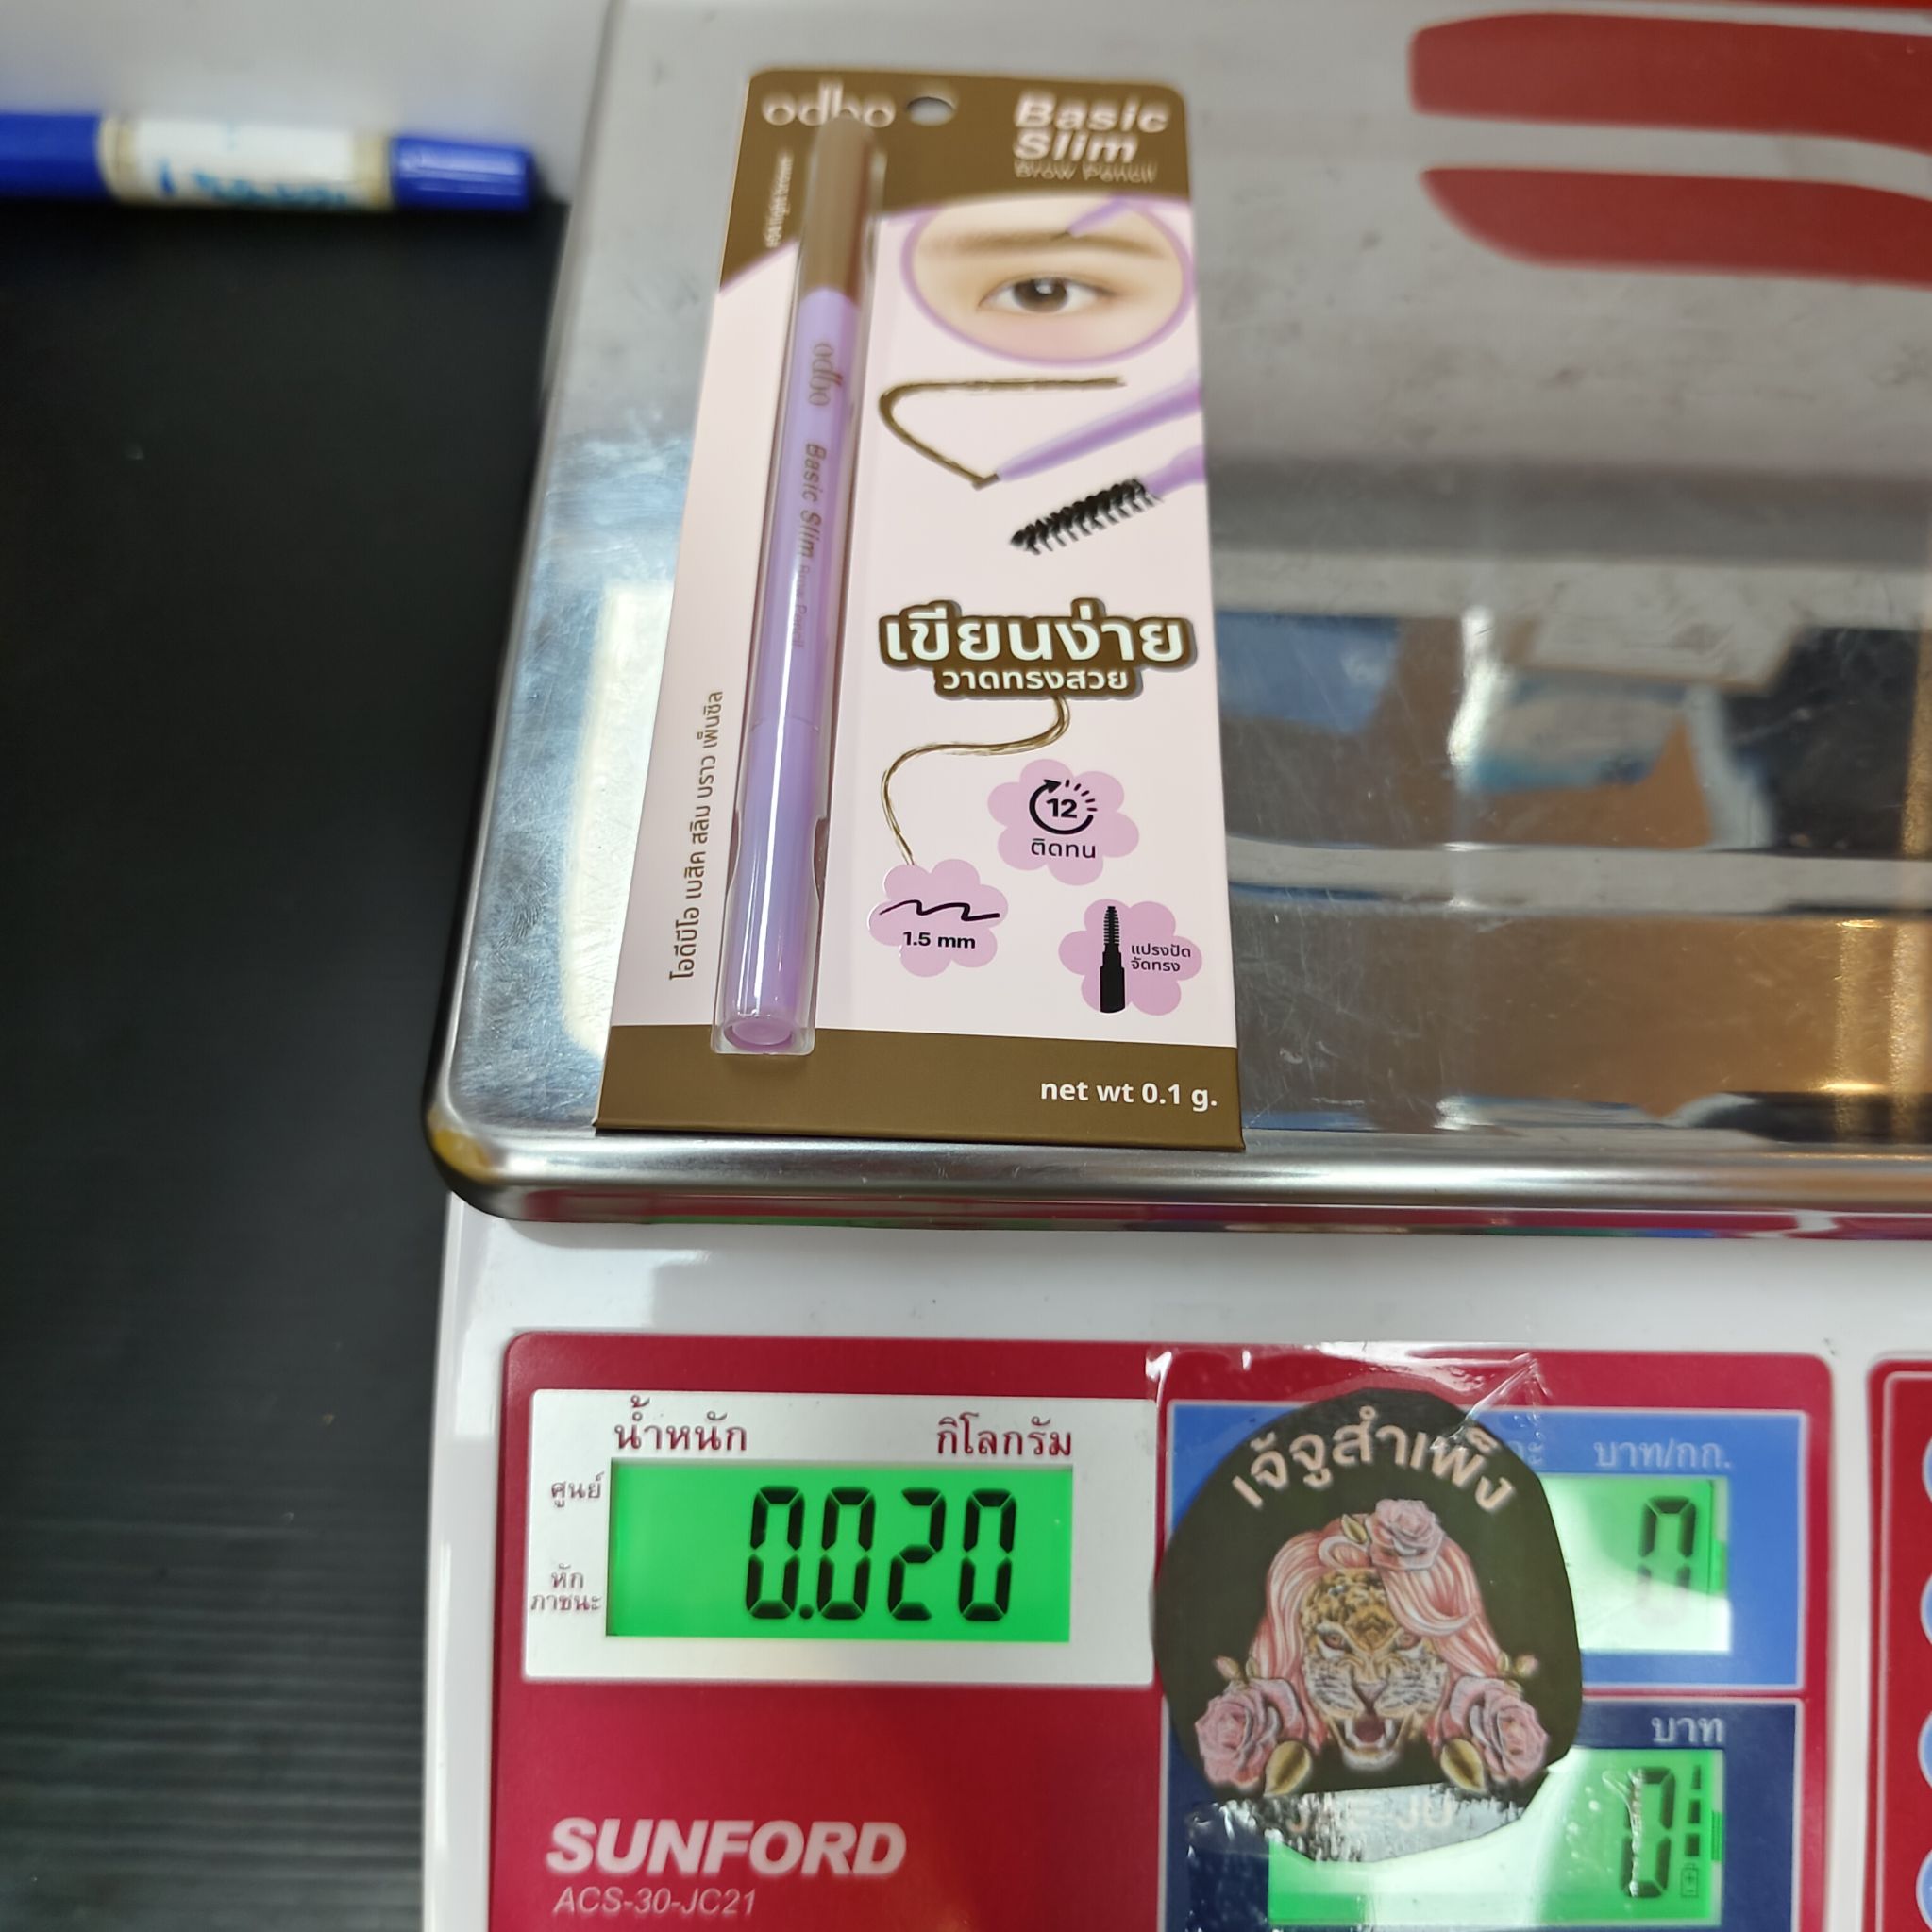 odbo
Basic
Slim
Brow Pencil
odbo
Basic Slim Brow Pencil
โอดีบีโอ เบสิค สลิม บราว เพ็นซิล
เขียนง่าย
วาดทรงสวย
12
ติดทน
1.5 mm
แปรงปัด
จัดทรง
net wt 0.1 g.
น้ำหนัก กิโลกรัม
ศูนย์
0.020
หัก
ภาชนะ
บาท/กก.
0
เจ้จูสำเพ็ง
บาท
0
SUNFORD
ACS-30-JC21